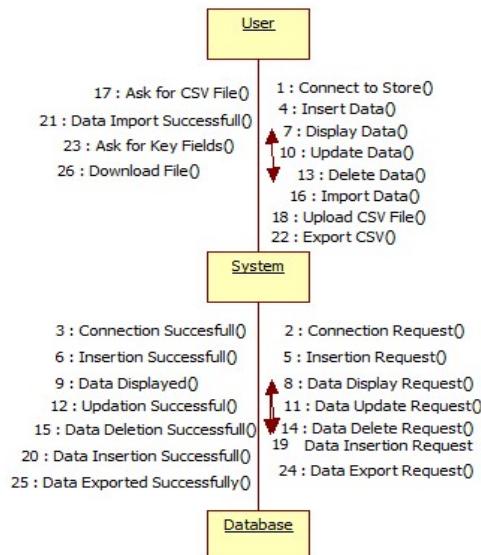 User
17 : Ask for CSV File()
21 : Data Import Successfull()
23 : Ask for Key Fields()
26 : Download File()
1 : Connect to Store()
4 : Insert Data()
7 : Display Data()
10 : Update Data()
13 : Delete Data()
16 : Import Data()
18 : Upload CSV File()
22 : Export CSV()
System
3 : Connection Succesfull()
6 : Insertion Successfull()
9 : Data Displayed()
12 : Updation Successful()
15 : Data Deletion Successfull()
20 : Data Insertion Successfull()
25 : Data Exported Successfully()
2 : Connection Request()
5 : Insertion Request()
8 : Data Display Request()
11 : Data Update Request()
14 : Data Delete Request()
19 Data Insertion Request
24 : Data Export Request()
Database